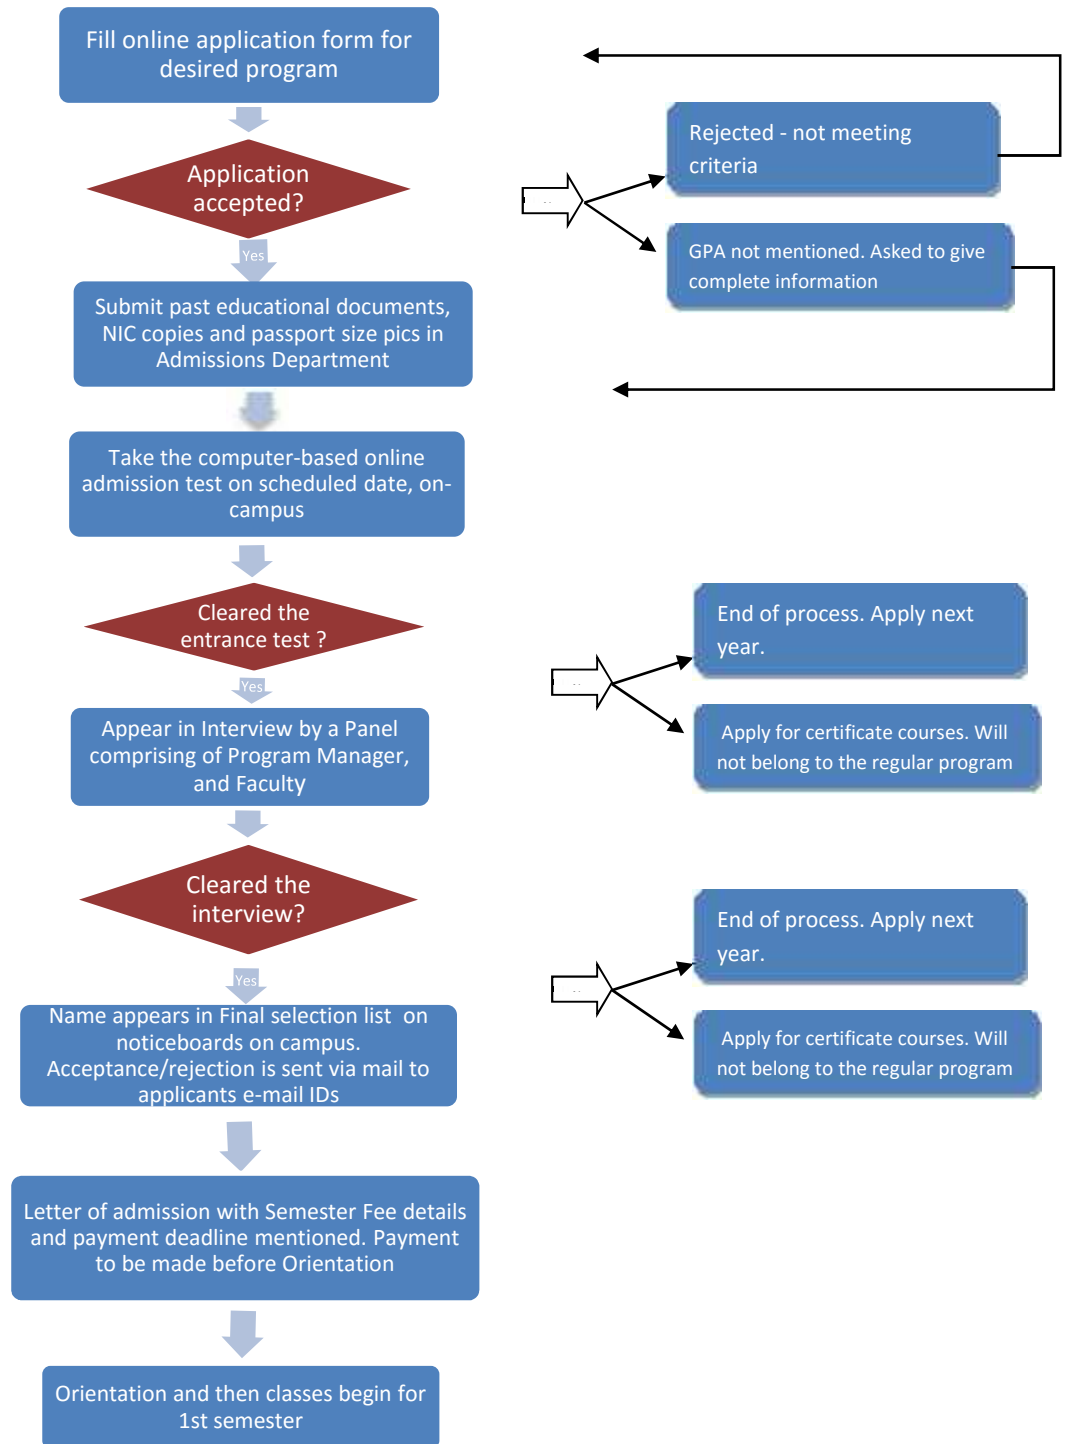 Fill online application form for
desired program
Application
accepted?
Yes
Rejected - not meeting
criteria
GPA not mentioned. Asked to give
complete information
Submit past educational documents,
NIC copies and passport size pics in
Admissions Department
Take the computer-based online
admission test on scheduled date, on-
campus
Cleared the
entrance test ?
Yes
End of process. Apply next
year.
Apply for certificate courses. Will
not belong to the regular program
Appear in Interview by a Panel
comprising of Program Manager,
and Faculty
Cleared the
interview?
Yes
End of process. Apply next
year.
Apply for certificate courses. Will
not belong to the regular program
Name appears in Final selection list on
noticeboards on campus.
Acceptance/rejection is sent via mail to
applicants e-mail IDs
Letter of admission with Semester Fee details
and payment deadline mentioned. Payment
to be made before Orientation
Orientation and then classes begin for
1st semester